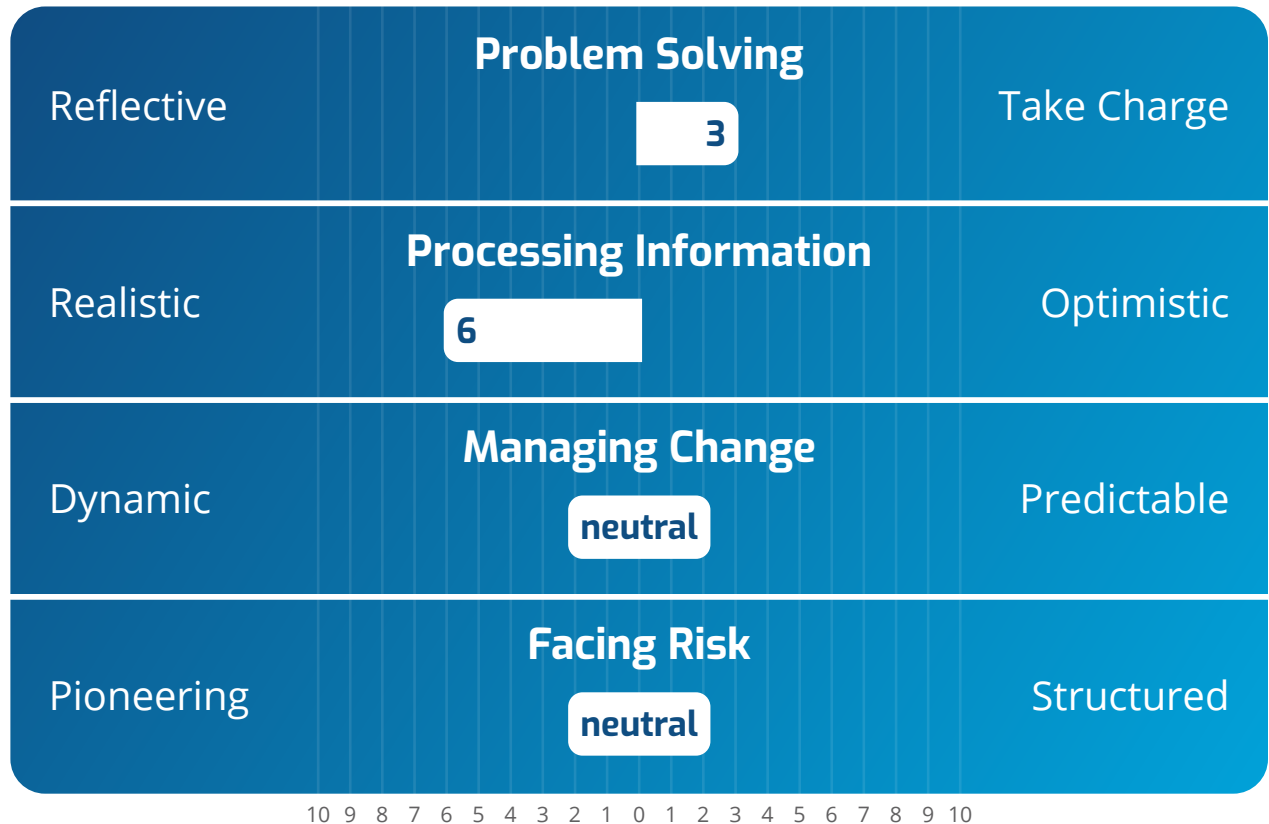 Problem Solving
Reflective
Take Charge
3
Processing Information
Realistic
Optimistic
6
Managing Change
Dynamic
Predictable
neutral
Facing Risk
Pioneering
Structured
neutral
10 9 8 7 6 5 4 3 2 1 0 1 2 3 4 5 6 7 8 9 10